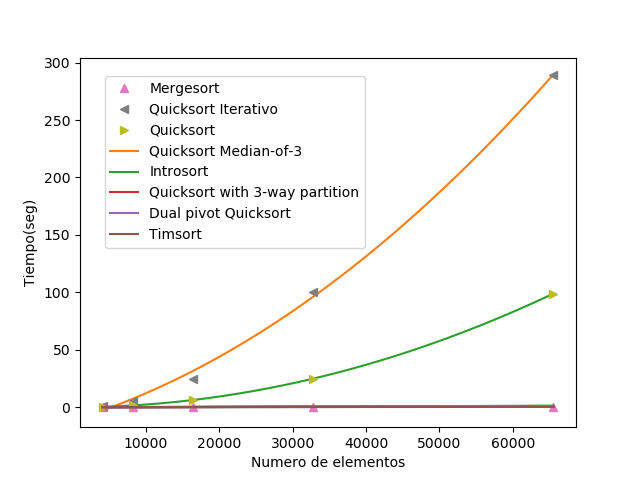 300
250
200
150
100
50
0
Tiempo(seg)
Mergesort
Quicksort Iterativo
Quicksort
Quicksort Median-of-3
Introsort
Quicksort with 3-way partition
Dual pivot Quicksort
Timsort
10000 20000 30000 40000 50000 60000
Numero de elementos